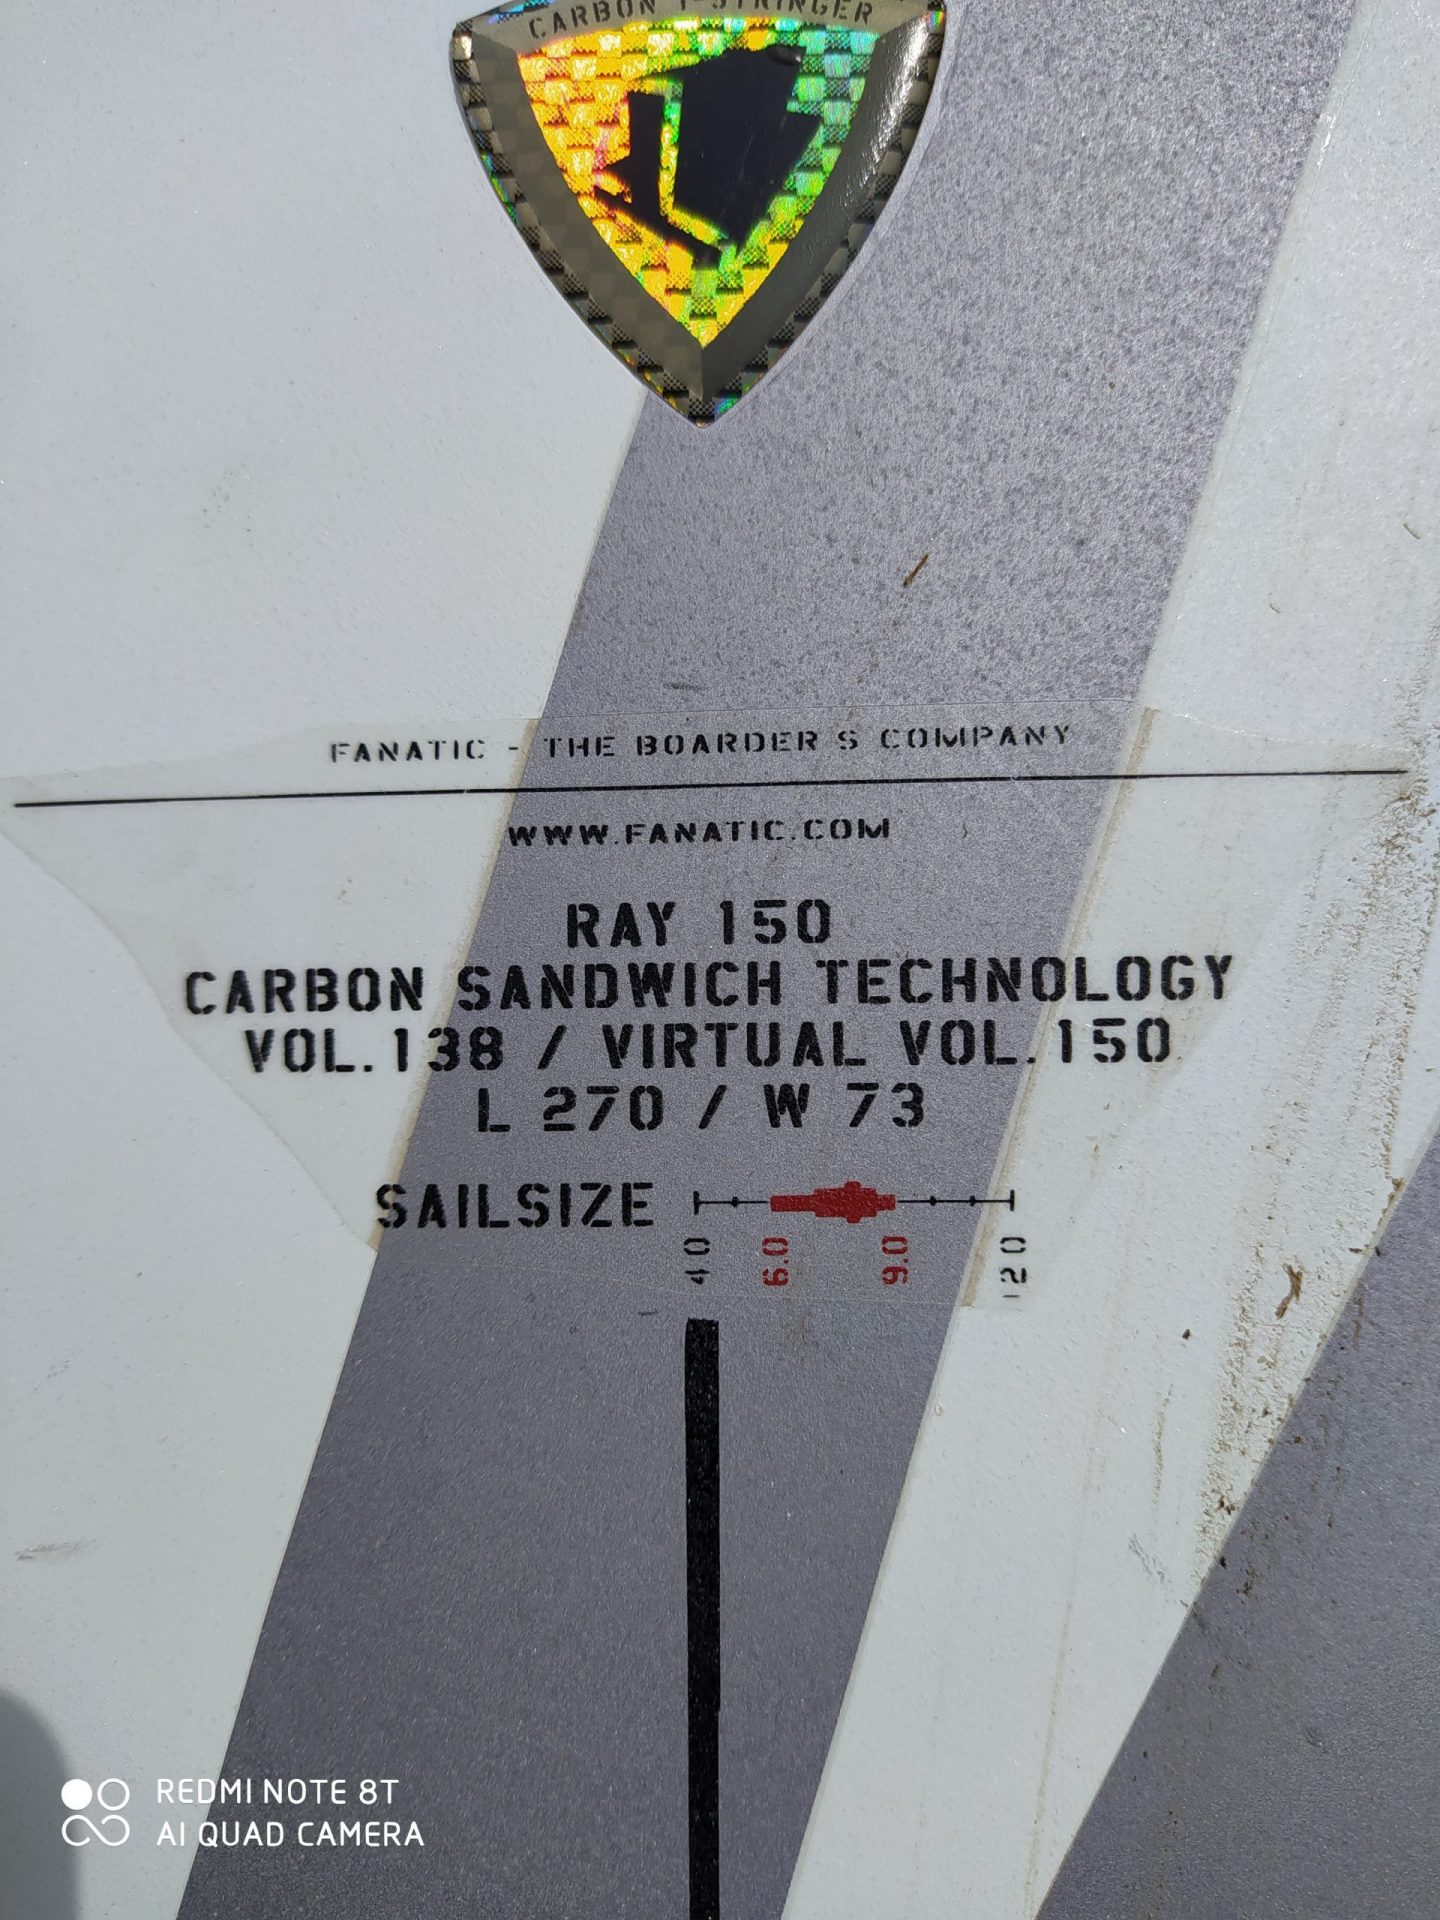 CARBON I-STRINGER
FANATIC - THE BOARDER S COMPANY
WWW.FANATIC.COM
RAY 150
CARBON SANDWICH TECHNOLOGY
VOL.138 / VIRTUAL VOL.150
L 270 / W 73
SAILSIZE
4.0 6.0 9.0 12.0
REDMI NOTE 8T
AI QUAD CAMERA